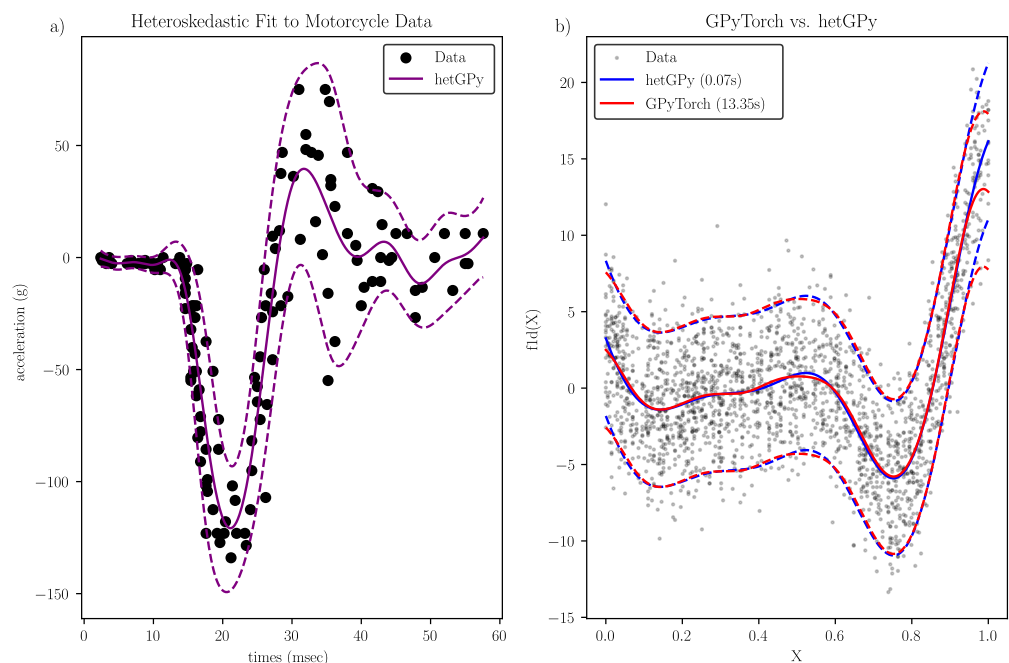 a)
Heteroskedastic Fit to Motorcycle Data
Data
hetGPy
50
0
−50
−100
−150
acceleration (g)
0 10 20 30 40 50 60
times (msec)
b)
GPyTorch vs. hetGPy
Data
hetGPy (0.07s)
GPyTorch (13.35s)
20
15
10
5
0
−5
−10
−15
f1d(X)
0.0 0.2 0.4 0.6 0.8 1.0
X